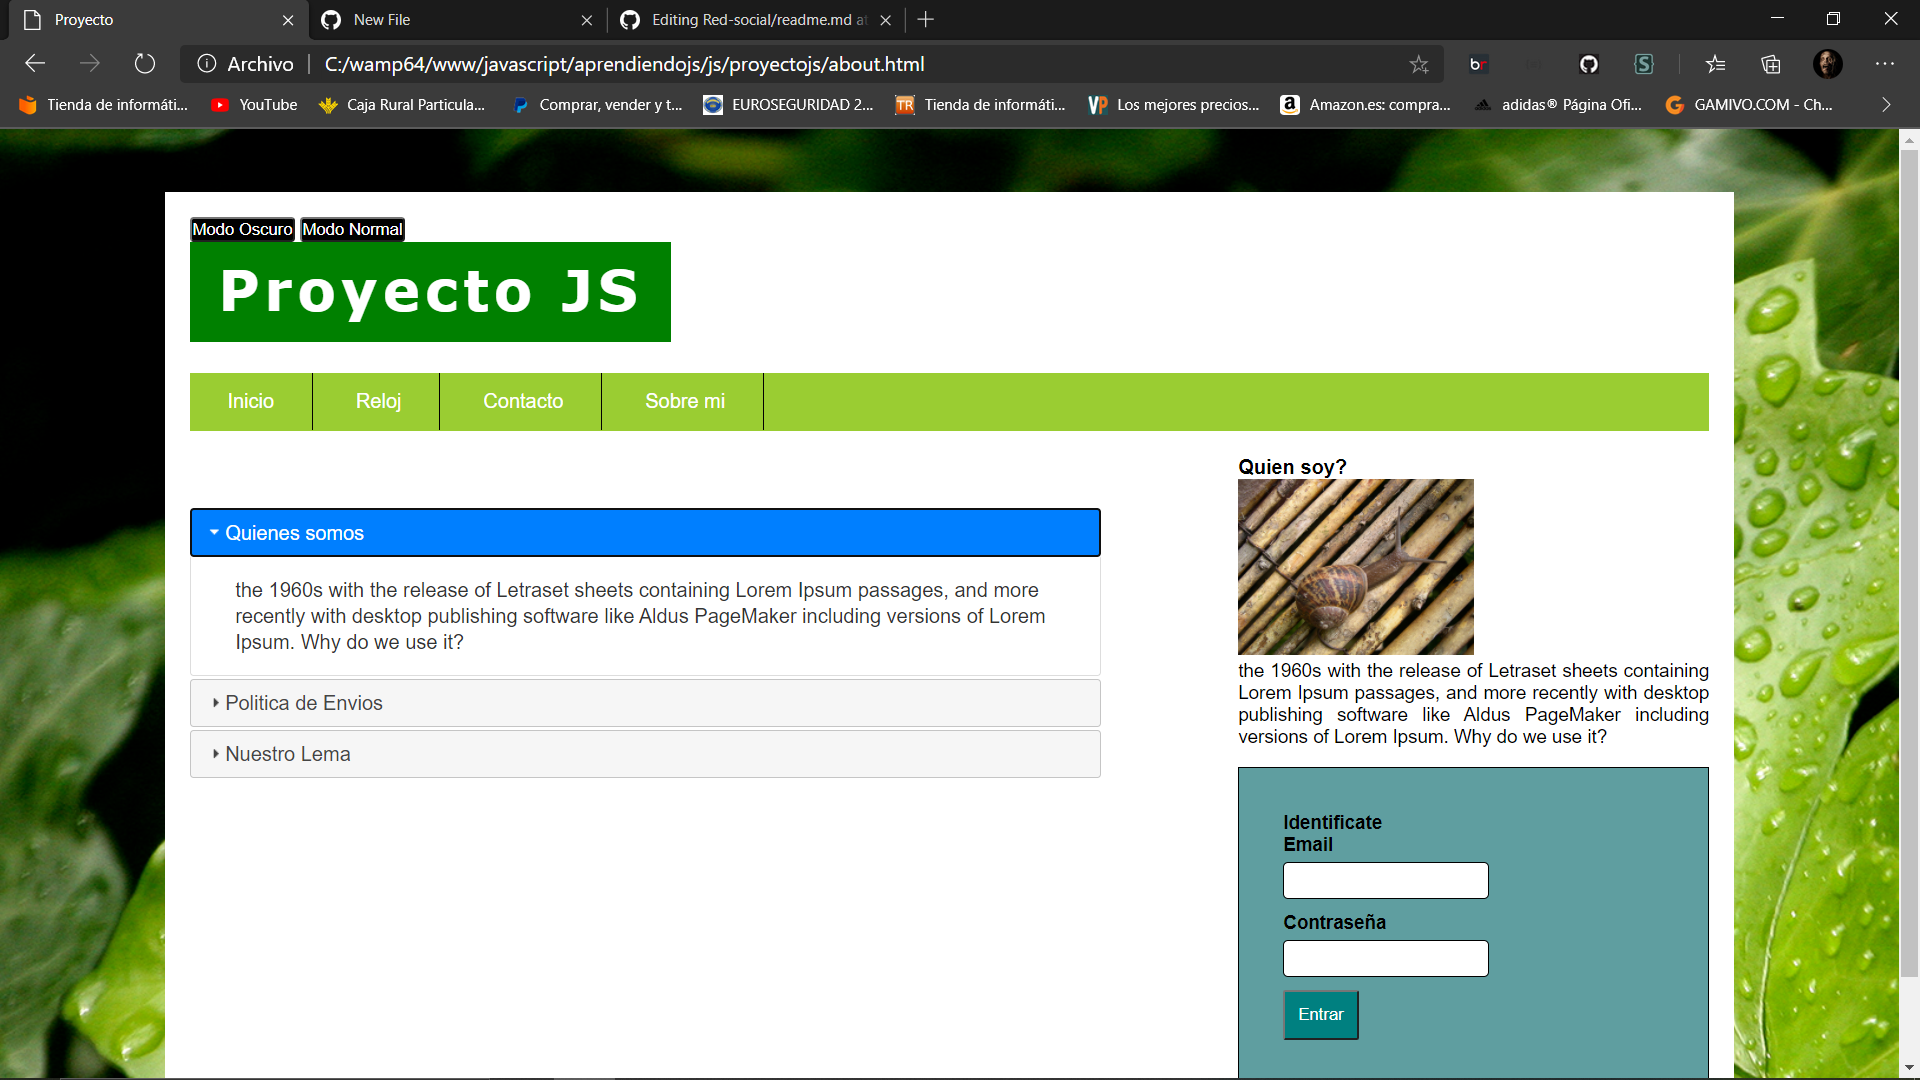 Proyecto
New File
Editing Red-social/readme.md at
Archivo
C:/wamp64/www/javascript/aprendiendojs/js/proyectojs/about.html
Tienda de informáti...
YouTube
Caja Rural Particula...
Comprar, vender y t...
EUROSEGURIDAD 2...
Tienda de informáti...
Los mejores precios...
Amazon.es: compra...
adidas® Página Ofi...
GAMIVO.COM - Ch...
Modo Oscuro Modo Normal
Proyecto JS
Inicio
Reloj
Contacto
Sobre mi
Quienes somos
the 1960s with the release of Letraset sheets containing Lorem Ipsum passages, and more
recently with desktop publishing software like Aldus PageMaker including versions of Lorem
Ipsum. Why do we use it?
Politica de Envios
Nuestro Lema
Quien soy?
the 1960s with the release of Letraset sheets containing
Lorem Ipsum passages, and more recently with desktop
publishing software like Aldus PageMaker including
versions of Lorem Ipsum. Why do we use it?
Identificate
Email
Contraseña
Entrar